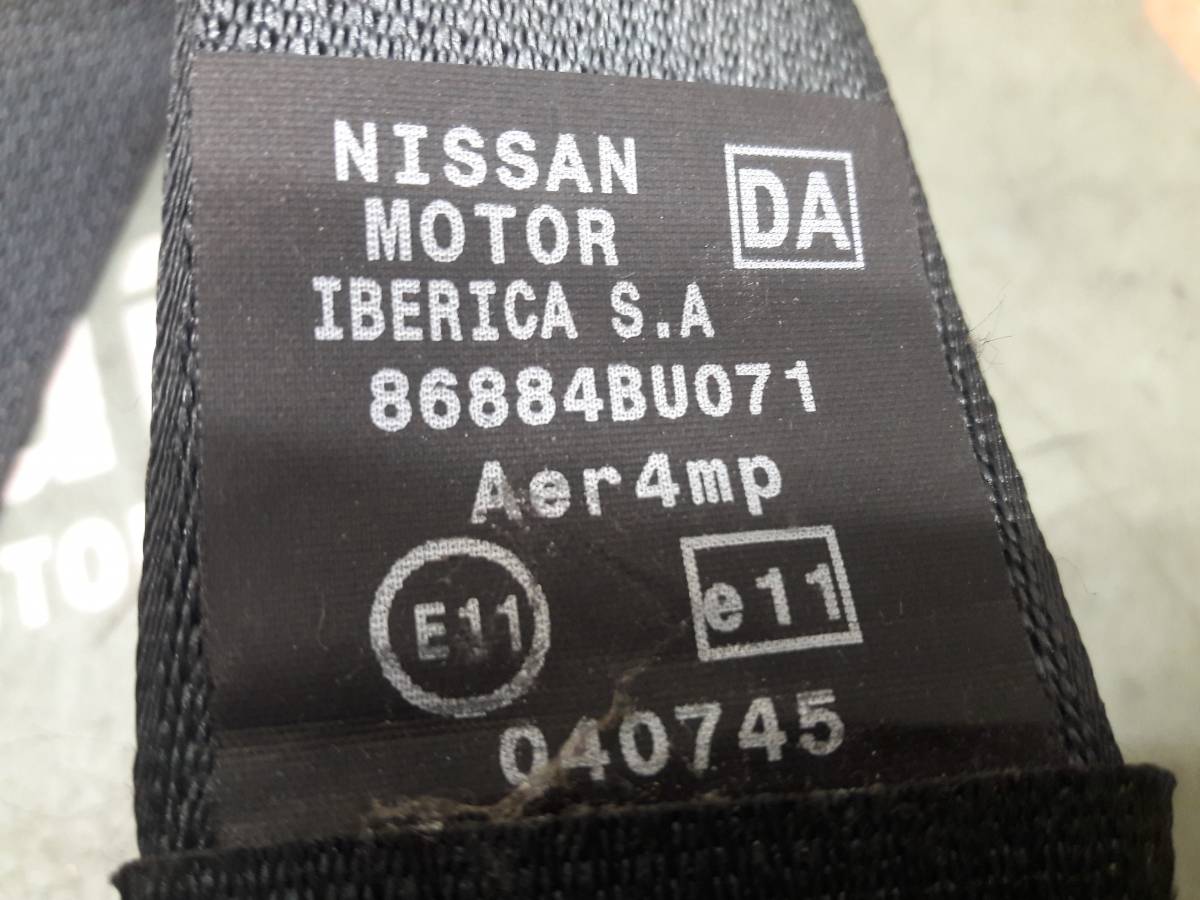 NISSAN
MOTOR
DA
IBERICA S.A
86884BU071
Aer4mp
E11
e11
040745